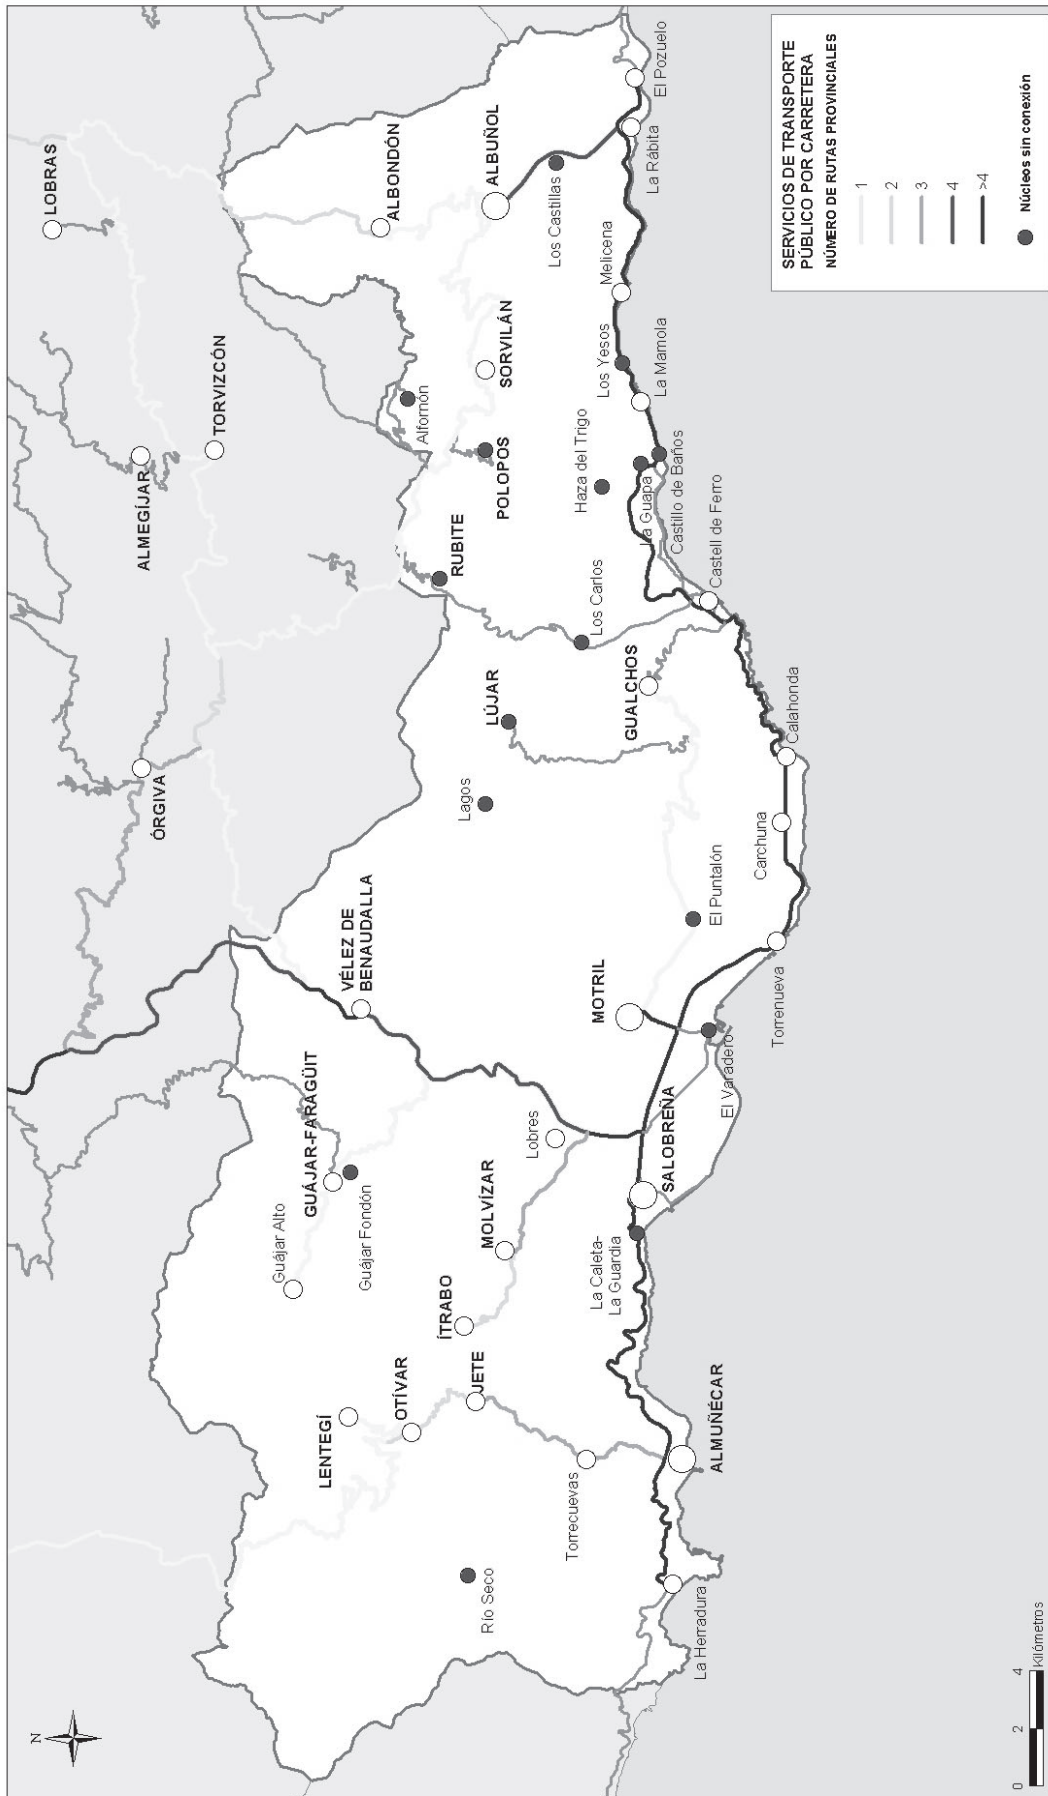 N
LOBRAS
ALMEGÍJAR
TORVIZCÓN
ÓRGIVA
ALBONDÓN
ALBUÑOL
Los Castillas
El Pozuelo
La Rábita
Melicena
Los Yesos
La Mamola
SORVILÁN
Alfornón
POLOPOS
Haza del Trigo
La Guapa
Castillo de Baños
Castell de Ferro
RUBITE
Los Carlos
LÚJAR
GUALCHOS
Lagos
Calahonda
Carchuna
El Puntalón
VÉLEZ DE
BENAUDALLA
MOTRIL
Torrenueva
El Varadero
GUÁJAR-FARAGÜIT
Guájar Alto
Guájar Fondón
Lobres
SALOBREÑA
MOLVÍZAR
ÍTRABO
La Caleta-
La Guardia
LENTEGÍ
OTÍVAR
JETE
Torrecuevas
ALMUÑÉCAR
Río Seco
La Herradura
0 2 4
Kilómetros
SERVICIOS DE TRANSPORTE
PÚBLICO POR CARRETERA
NÚMERO DE RUTAS PROVINCIALES
1
2
3
4
>4
Núcleos sin conexión